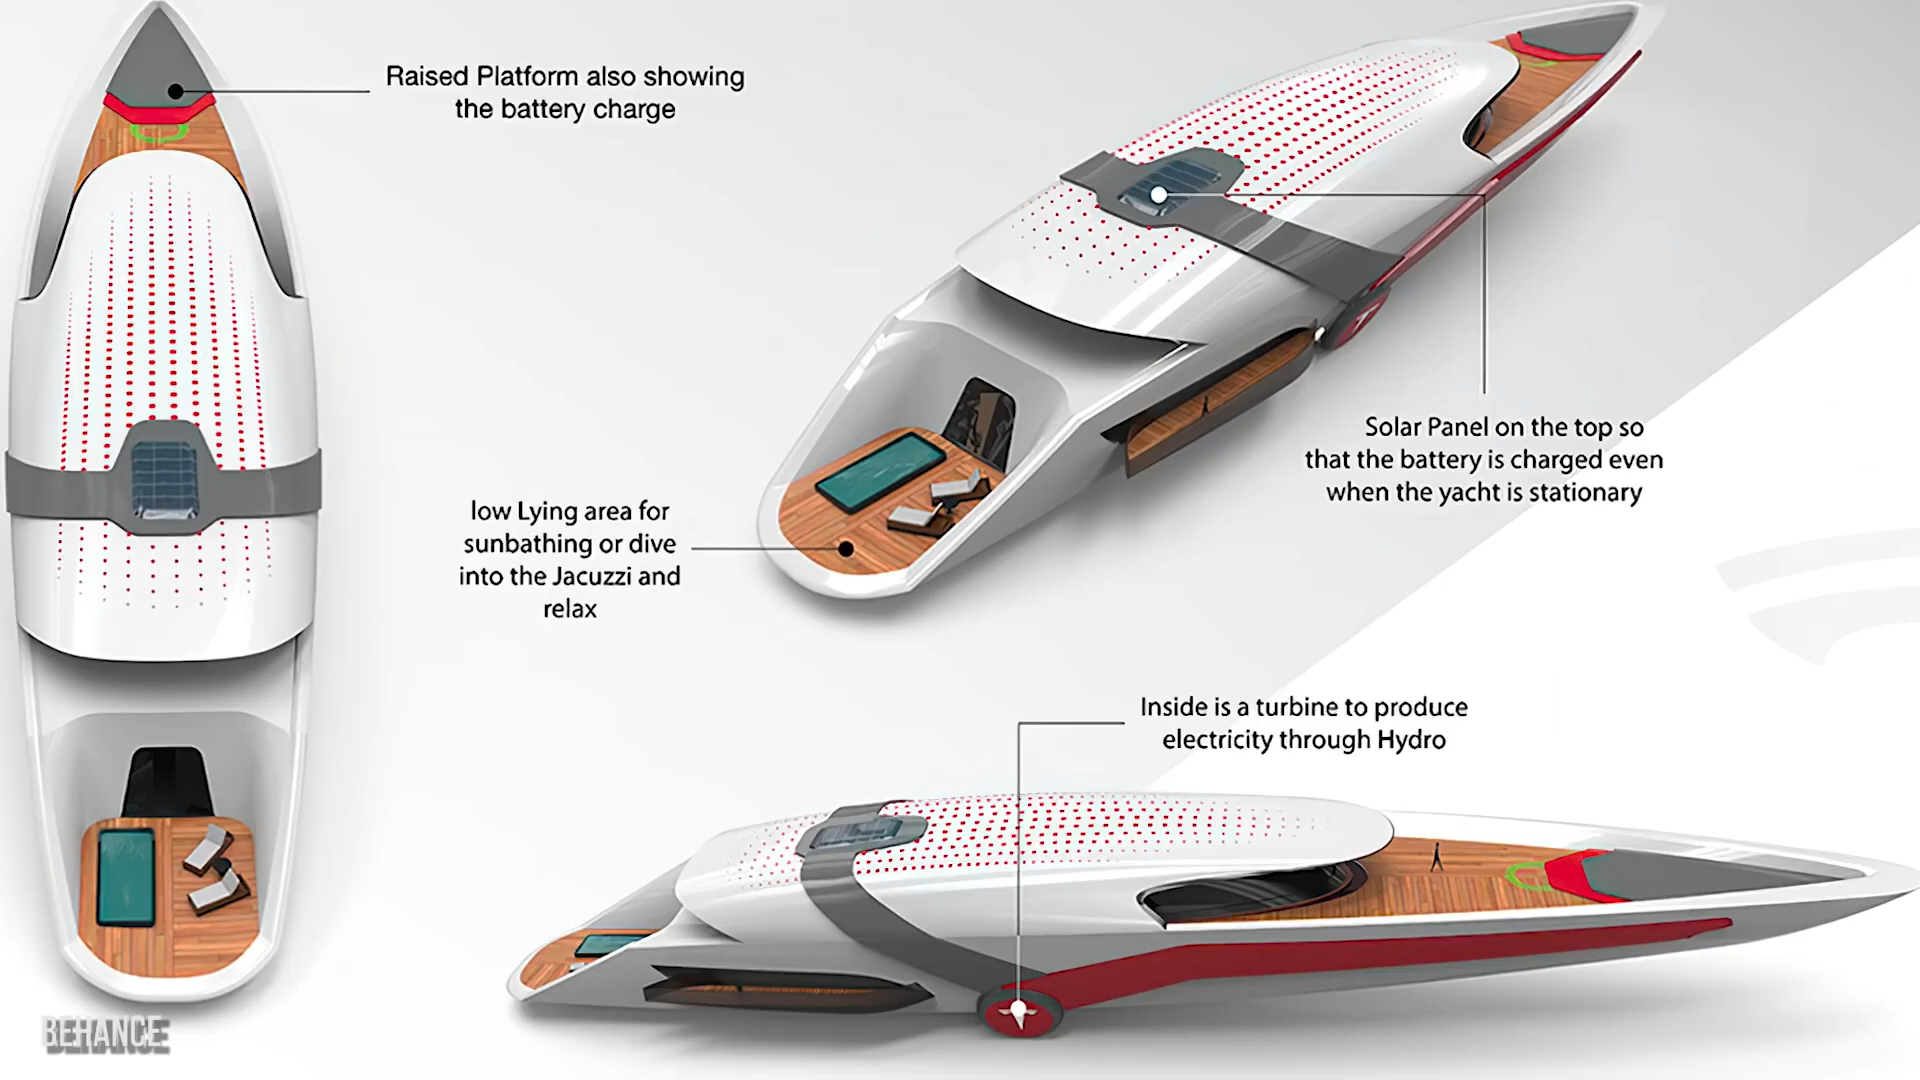 Raised Platform also showing
the battery charge
Solar Panel on the top so
that the battery is charged even
when the yacht is stationary
low Lying area for
sunbathing or dive
into the Jacuzzi and
relax
Inside is a turbine to produce
electricity through Hydro
BEHANCE